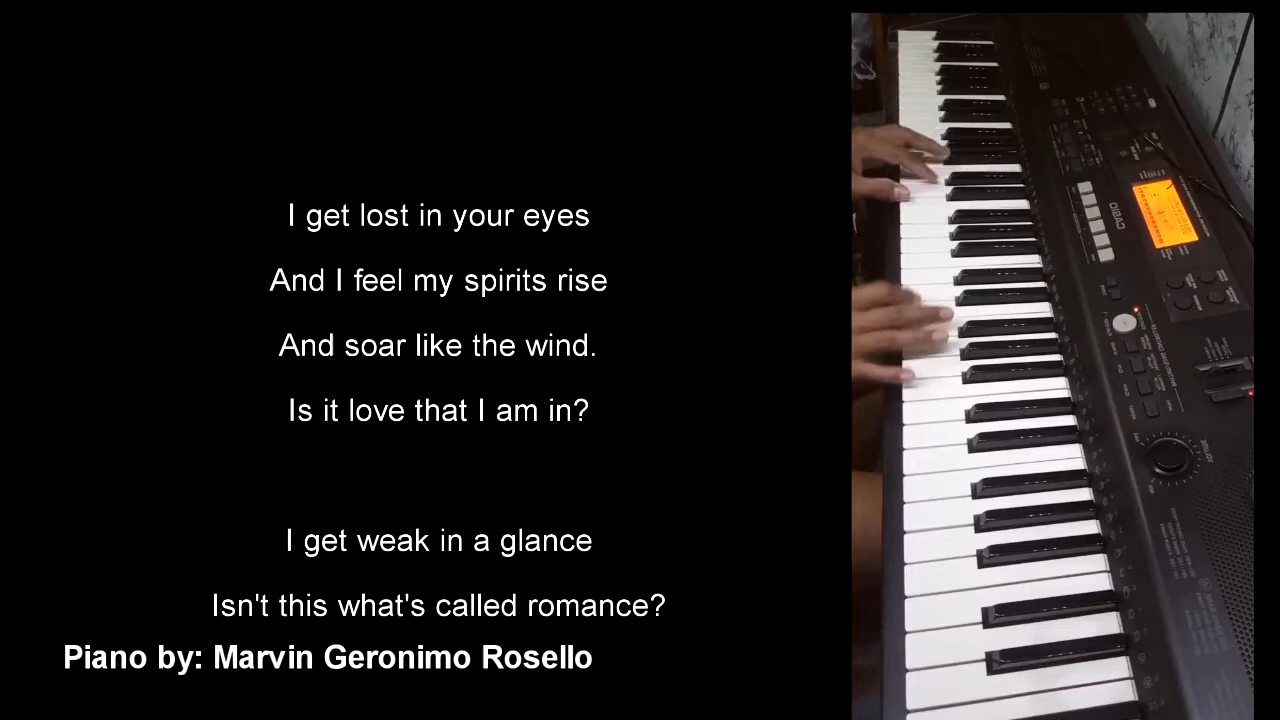 I get lost in your eyes
And I feel my spirits rise
And soar like the wind.
Is it love that I am in?
I get weak in a glance
Isn't this what's called romance?
Piano by: Marvin Geronimo Rosello
CASIO